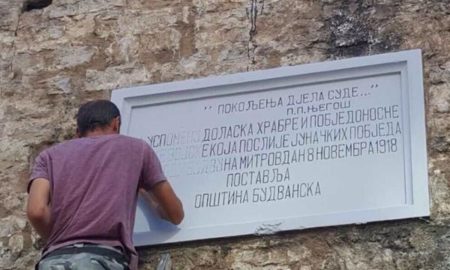 "ПОКОЉЕЊА ДЈЕЛА СУДЕ..."
П.П.ЊЕГОШ
ДОЛАСКА ХРАБРЕ И ПОБЈЕДОНОСНЕ
КОЈА ПОСЛИЈЕ ЈУНАЧКИХ ПОБЈЕДА
НА МИТРОВДАН 8 НОВЕМБРА 1918
ПОСТАВЉА
ОПШТИНА БУДВАНСКА